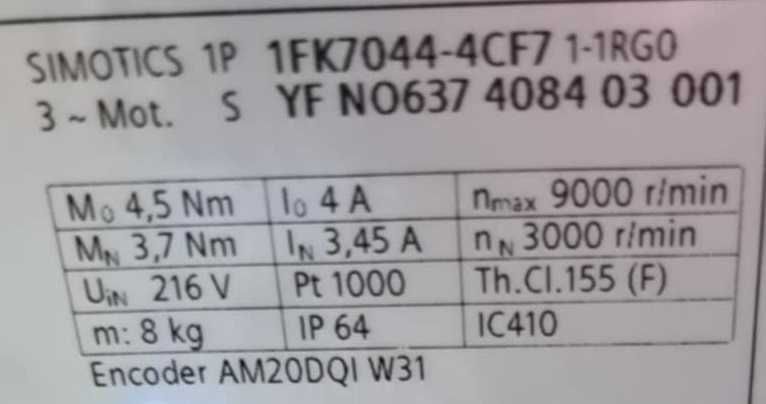 SIMOTICS 1P 1FK7044-4CF7 1-1RG0
3 ~ Mot. S YF N0637 4084 03 001
M₀ 4,5 Nm I₀ 4 A nmax 9000 r/min
MN 3,7 Nm IN 3,45 A nN 3000 r/min
UiN 216 V Pt 1000 Th.Cl.155 (F)
m: 8 kg IP 64 IC410
Encoder AM20DQI W31